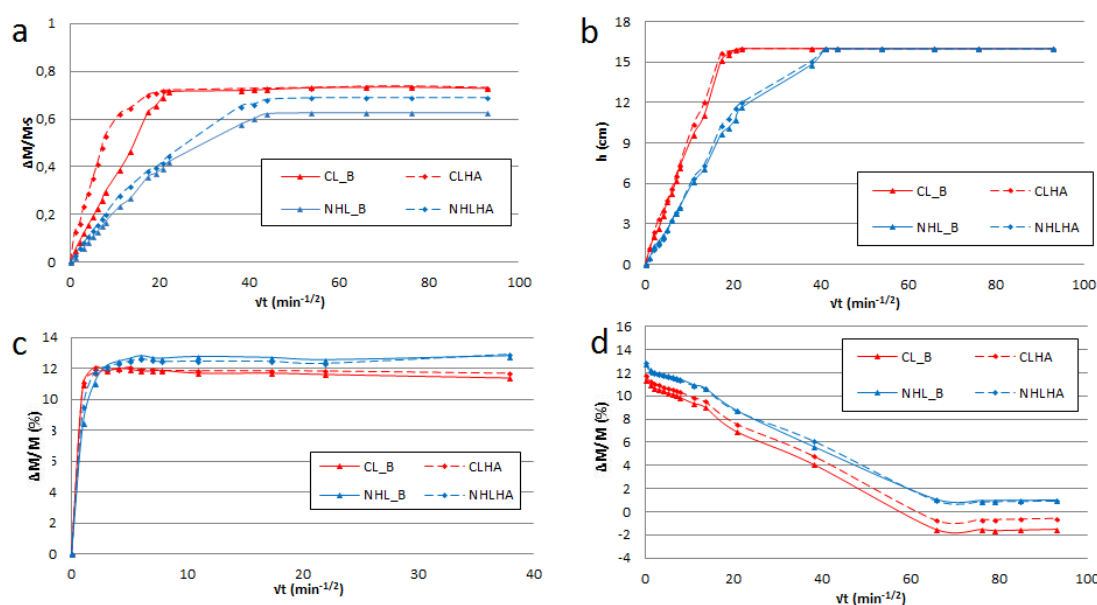 a
1
0,8
0,6
0,4
0,2
0
ΔM/M·S
CL_B CLHA
NHL_B NHLHA
0 20 40 60 80 100
√t (min⁻¹/²)
b
18
15
12
9
6
3
0
h (cm)
CL_B CLHA
NHL_B NHLHA
0 20 40 60 80 100
√t (min⁻¹/²)
c
14
12
10
8
6
4
2
0
ΔM/M (%)
CL_B CLHA
NHL_B NHLHA
0 10 20 30 40
√t (min⁻¹/²)
d
16
14
12
10
8
6
4
2
0
-2
-4
ΔM/M (%)
CL_B CLHA
NHL_B NHLHA
0 20 40 60 80 100
√t (min⁻¹/²)